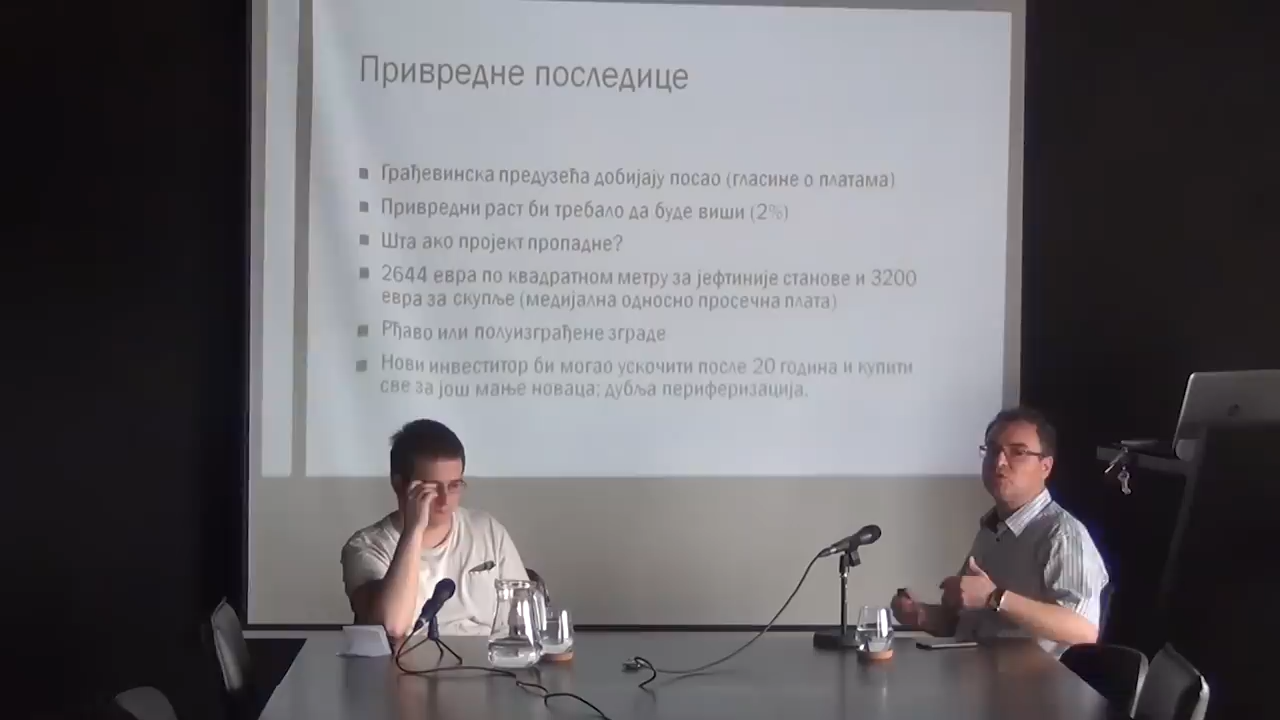 Привредне последице
Грађевинска предузећа добијају посао (гласине о платама)
Привредни раст би требало да буде виши (2%)
Шта ако пројект пропадне?
2644 евра по квадратном метру за јефтиније станове и 3200
евра за скупље (медијална односно просечна плата)
Рђаво или полуизграђене зграде
Нови инвеститор би могао ускочити после 20 година и купити
све за још мање новаца; дубља периферизација.